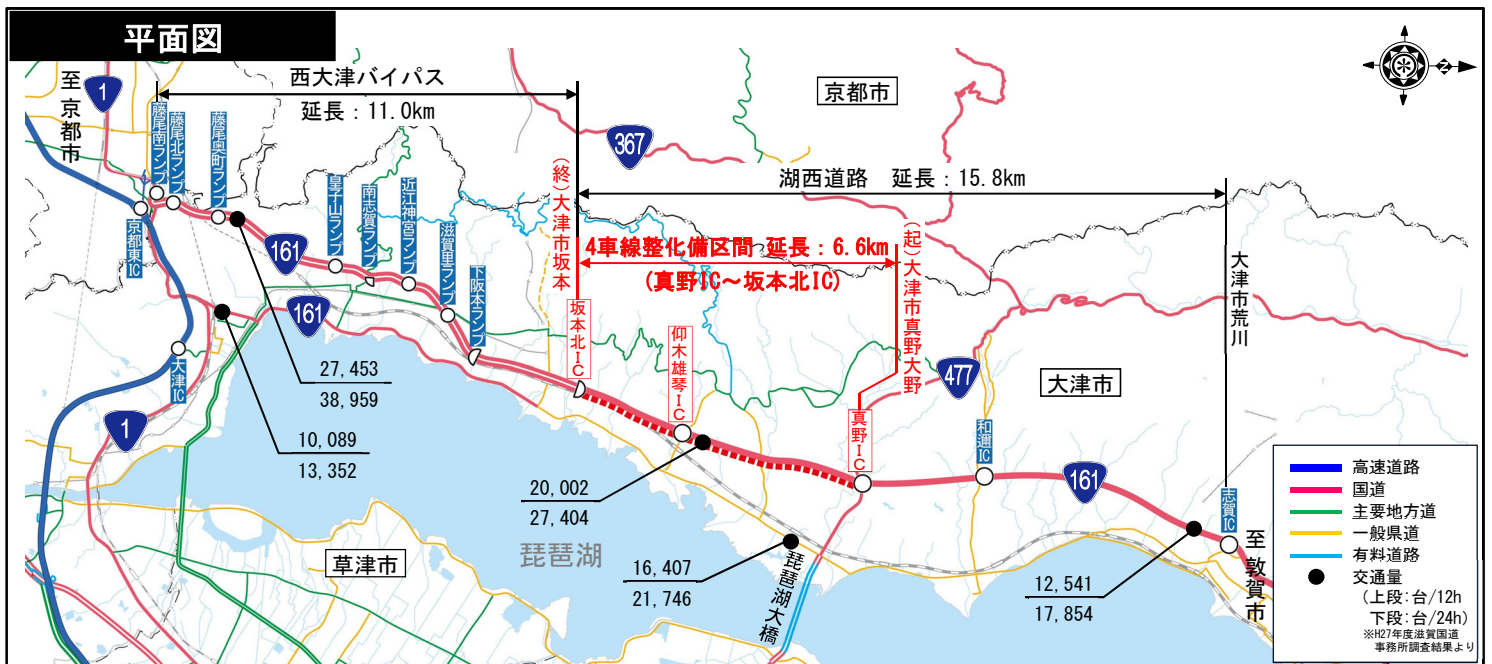 平面図
至京都市
1
西大津バイパス
延長：11.0km
藤尾南ランプ
藤尾北ランプ
藤尾奥町ランプ
皇子山ランプ
南志賀ランプ
近江神宮ランプ
滋賀里ランプ
下阪本ランプ
京都東IC
大津IC
161
161
1
367
京都市
湖西道路　延長：15.8km
(終)大津市坂本
4車線整化備区間 延長：6.6km
(真野IC～坂本北IC)
(起)大津市真野大野
坂本北IC
仰木雄琴IC
真野IC
477
大津市
和邇IC
161
大津市荒川
志賀IC
至敦賀市
27,453
38,959
10,089
13,352
20,002
27,404
16,407
21,746
12,541
17,854
琵琶湖
琵琶湖大橋
草津市
高速道路
国道
主要地方道
一般県道
有料道路
交通量
(上段：台/12h
下段：台/24h)
※H27年度滋賀国道
事務所調査結果より